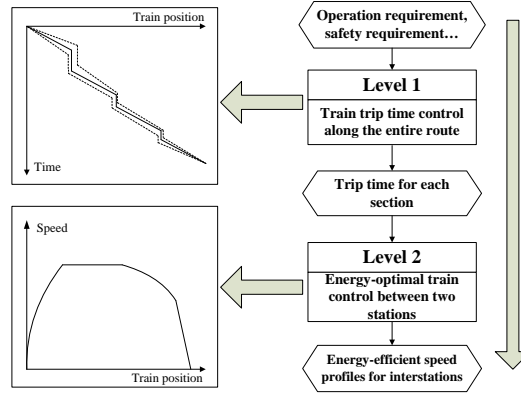 Train position
Time
Operation requirement,
safety requirement…
Level 1
Train trip time control
along the entire route
Trip time for each
section
Speed
Train position
Level 2
Energy-optimal train
control between two
stations
Energy-efficient speed
profiles for interstations